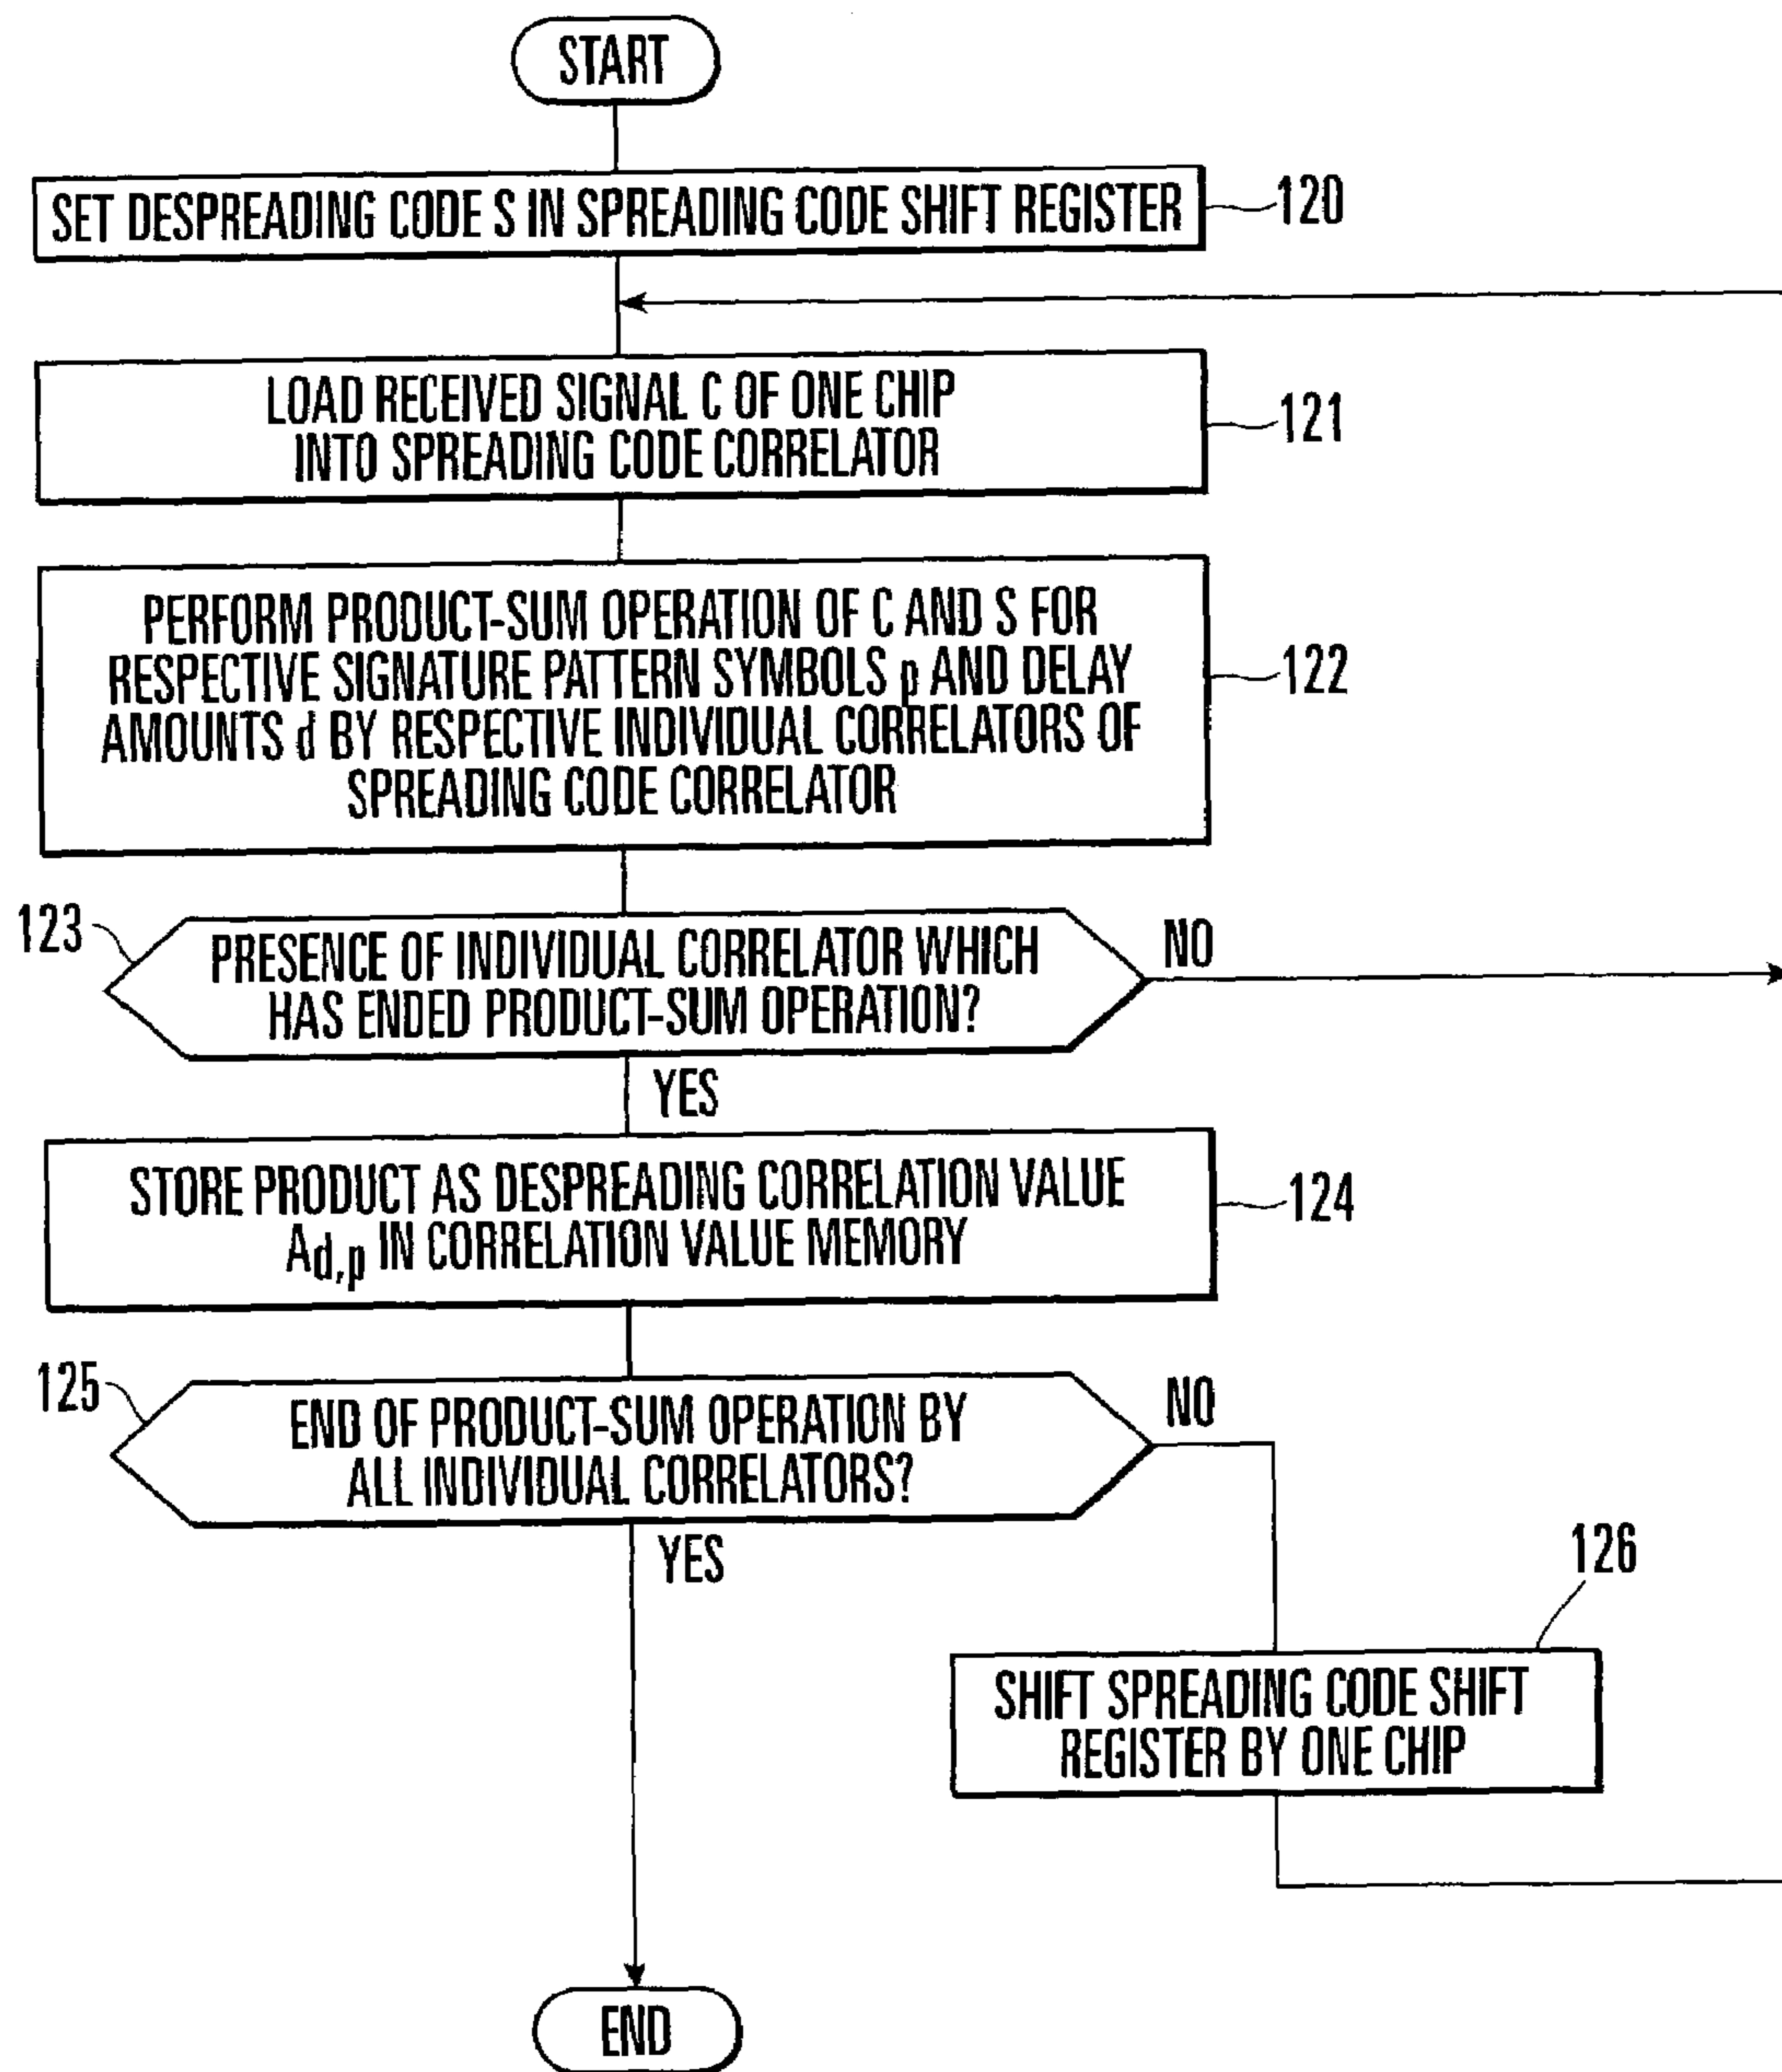 START
SET DESPREADING CODE S IN SPREADING CODE SHIFT REGISTER
120
LOAD RECEIVED SIGNAL C OF ONE CHIP
INTO SPREADING CODE CORRELATOR
121
PERFORM PRODUCT-SUM OPERATION OF C AND S FOR
RESPECTIVE SIGNATURE PATTERN SYMBOLS p AND DELAY
AMOUNTS d BY RESPECTIVE INDIVIDUAL CORRELATORS OF
SPREADING CODE CORRELATOR
122
123
PRESENCE OF INDIVIDUAL CORRELATOR WHICH
HAS ENDED PRODUCT-SUM OPERATION?
NO
YES
STORE PRODUCT AS DESPREADING CORRELATION VALUE
Ad,p IN CORRELATION VALUE MEMORY
124
125
END OF PRODUCT-SUM OPERATION BY
ALL INDIVIDUAL CORRELATORS?
NO
YES
126
SHIFT SPREADING CODE SHIFT
REGISTER BY ONE CHIP
END